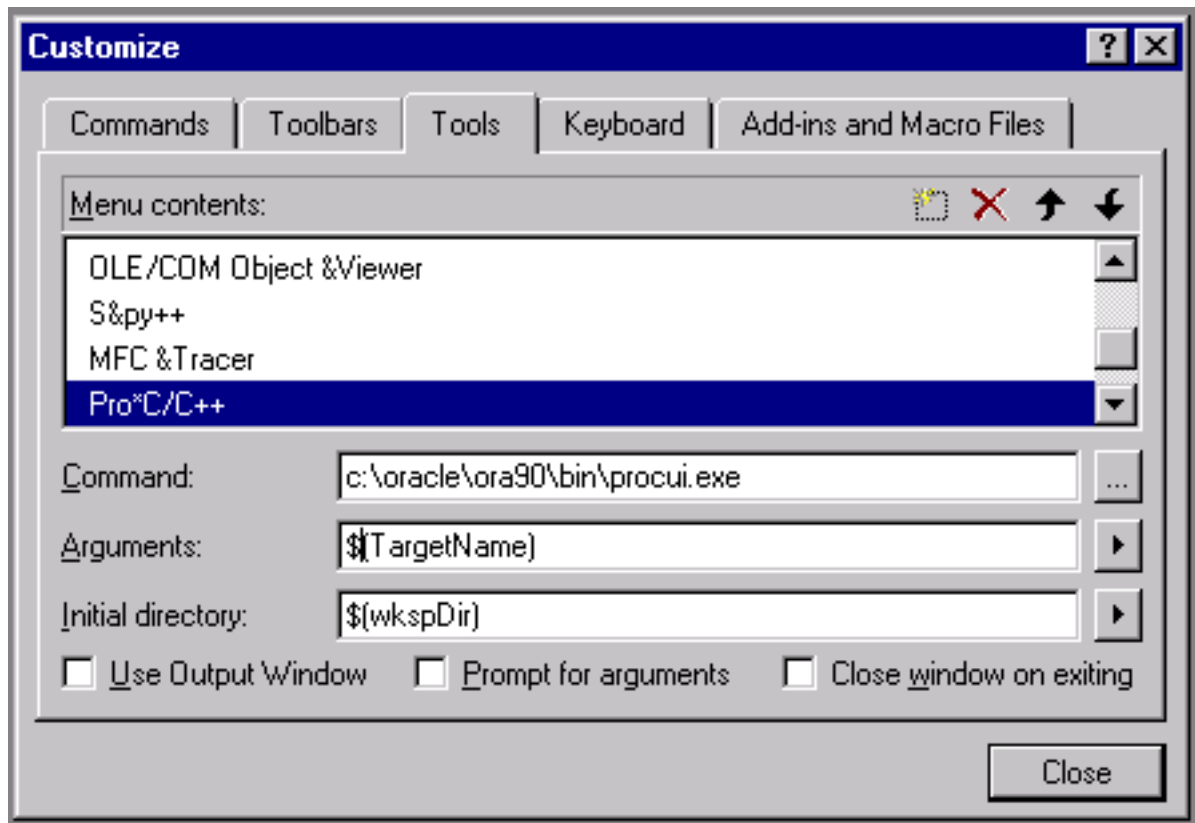 Customize
Commands Toolbars Tools Keyboard Add-ins and Macro Files
Menu contents:
OLE/COM Object &Viewer
S&py++
MFC &Tracer
Pro*C/C++
Command: c:\oracle\ora90\bin\procui.exe ...
Arguments: $(TargetName)
Initial directory: $(wkspDir)
Use Output Window Prompt for arguments Close window on exiting
Close